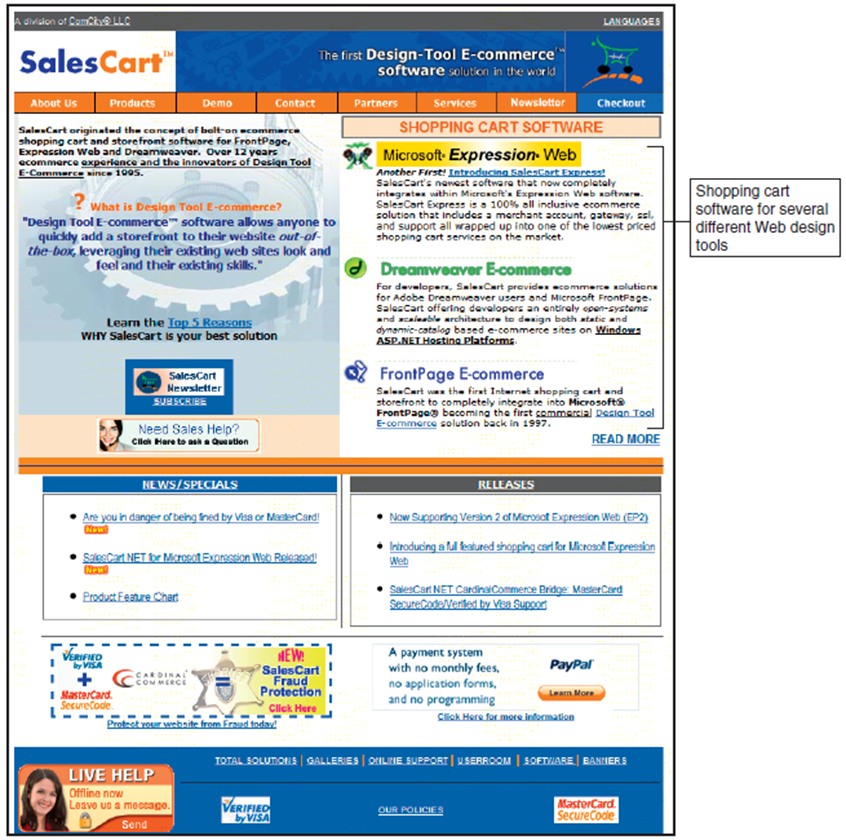 A division of ComCity® LLC
LANGUAGES
SalesCart™
The first Design-Tool E-commerce™
software solution in the world
About Us
Products
Demo
Contact
Partners
Services
Newsletter
Checkout
SalesCart originated the concept of bolt-on ecommerce
shopping cart and storefront software for FrontPage,
Expression Web and Dreamweaver. Over 12 years
ecommerce experience and the innovators of Design Tool
E-Commerce since 1995.
? What is Design Tool E-commerce?
"Design Tool E-commerce™ software allows anyone to
quickly add a storefront to their website out-of-
the-box, leveraging their existing web sites look and
feel and their existing skills."
Learn the Top 5 Reasons
WHY SalesCart is your best solution
SalesCart
Newsletter
SUBSCRIBE
Need Sales Help?
Click Here to ask a Question
SHOPPING CART SOFTWARE
Microsoft® Expression® Web
Another First! Introducing SalesCart Express!
SalesCart's newest software that now completely
integrates within Microsoft's Expression Web software.
SalesCart Express is a 100% all inclusive ecommerce
solution that includes a merchant account, gateway, ssl,
and support all wrapped up into one of the lowest priced
shopping cart services on the market.
Dreamweaver E-commerce
For developers, SalesCart provides ecommerce solutions
for Adobe Dreamweaver users and Microsoft FrontPage.
SalesCart offering developers an entirely open-systems
and scaleable architecture to design both static and
dynamic-catalog based e-commerce sites on Windows
ASP.NET Hosting Platforms.
FrontPage E-commerce
SalesCart was the first Internet shopping cart and
storefront to completely integrate into Microsoft®
FrontPage® becoming the first commercial Design Tool
E-commerce solution back in 1997.
READ MORE
Shopping cart
software for several
different Web design
tools
NEWS/SPECIALS
Are you in danger of being fined by Visa or MasterCard!
New!
SalesCart NET for Microsoft Expression Web Released!
New!
Product Feature Chart
RELEASES
Now Supporting Version 2 of Microsoft Expression Web (EP2)
Introducing a full featured shopping cart for Microsoft Expression
Web
SalesCart NET CardinalCommerce Bridge: MasterCard
SecureCode/Verified by Visa Support
VERIFIED
by VISA
+
MasterCard.
SecureCode.
CARDINAL
COMMERCE
NEW!
SalesCart
Fraud
Protection
Click Here
Protect your website from Fraud today!
A payment system
with no monthly fees,
no application forms,
and no programming
PayPal
Learn More
Click Here for more information
TOTAL SOLUTIONS | GALLERIES | ONLINE SUPPORT | USERROOM | SOFTWARE | BANNERS
LIVE HELP
Offline now
Leave us a message.
Send
VERIFIED
by VISA
OUR POLICIES
MasterCard.
SecureCode.